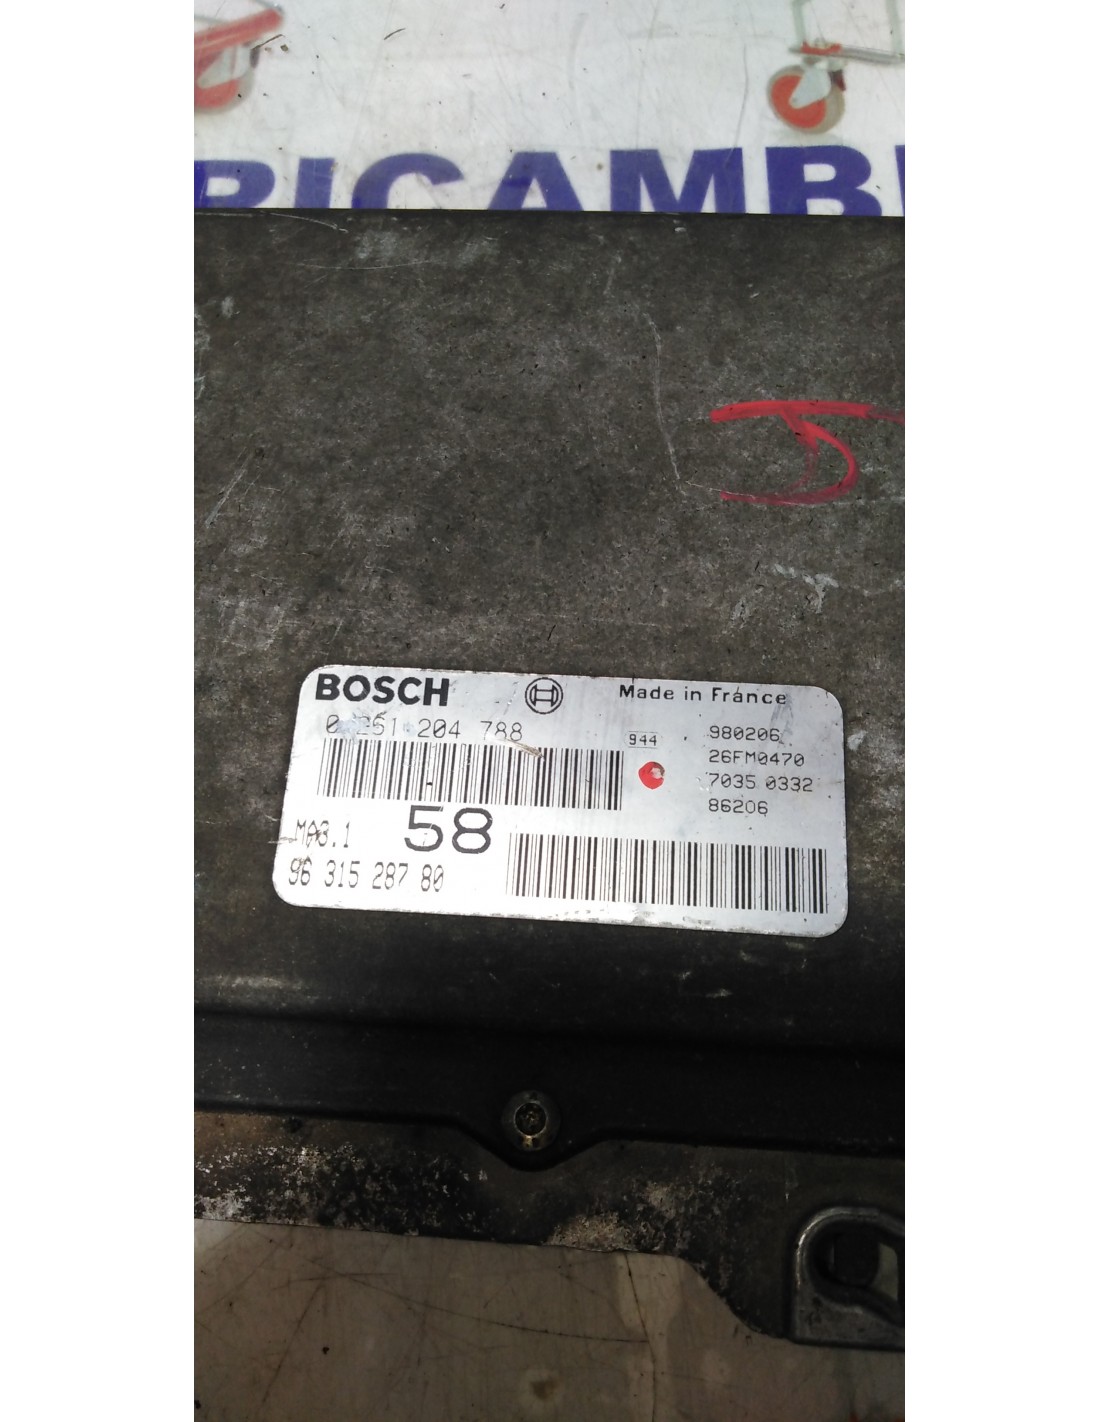 RICAMBI
BOSCH
Made in France
0 261 204 788
944
980206
26FM0470
7035 0332
86206
MA3.1
58
96 315 287 80